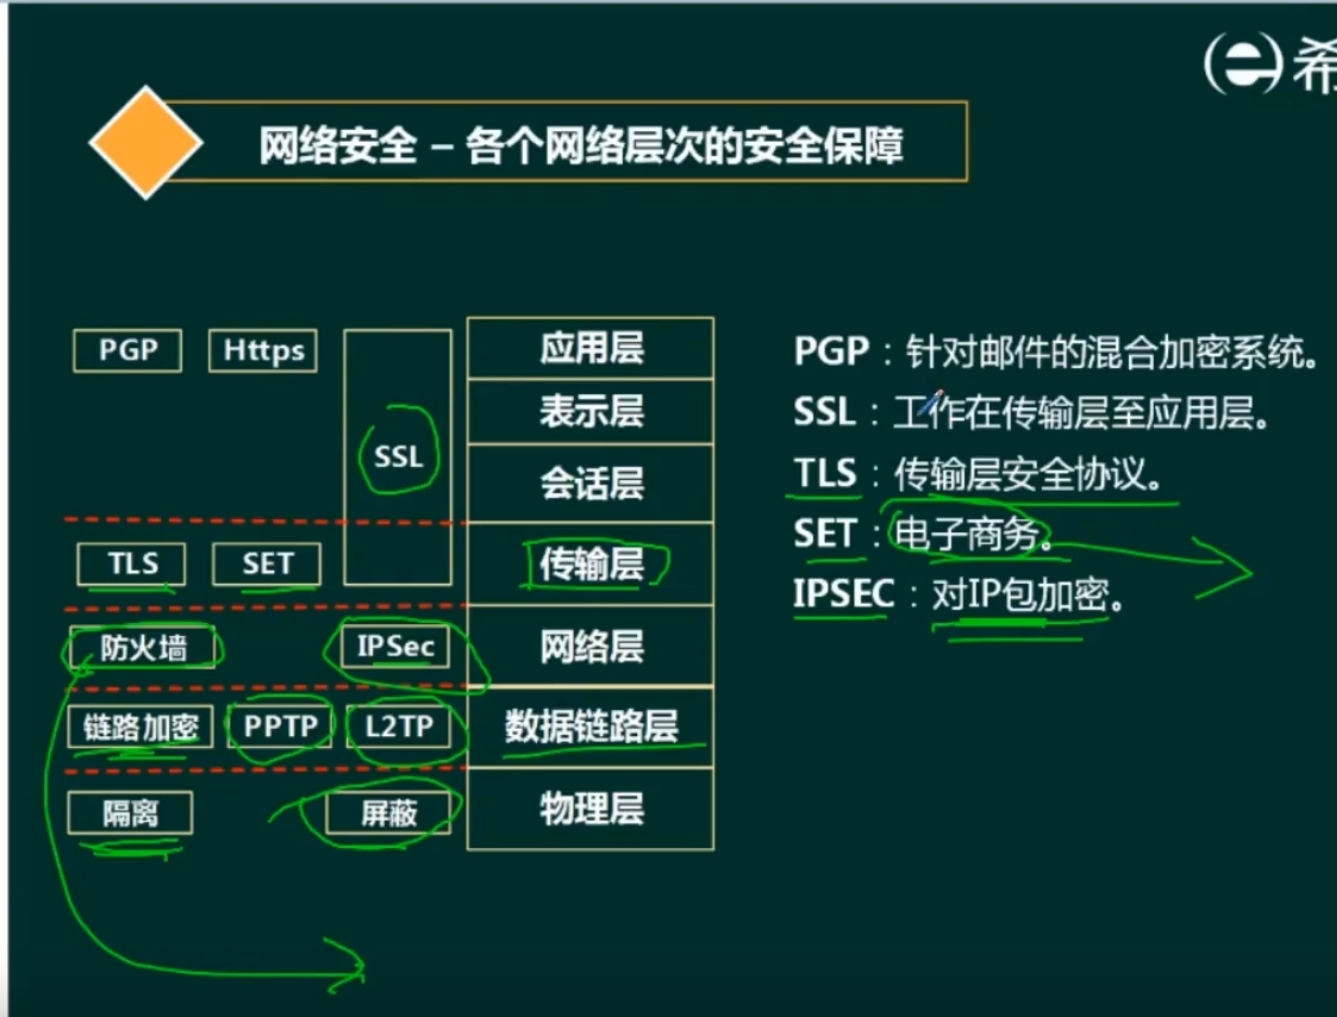 希
网络安全 – 各个网络层次的安全保障
PGP
Https
SSL
TLS
SET
防火墙
IPSec
链路加密
PPTP
L2TP
隔离
屏蔽
应用层
表示层
会话层
传输层
网络层
数据链路层
物理层
PGP：针对邮件的混合加密系统。
SSL：工作在传输层至应用层。
TLS：传输层安全协议。
SET：电子商务。
IPSEC：对IP包加密。